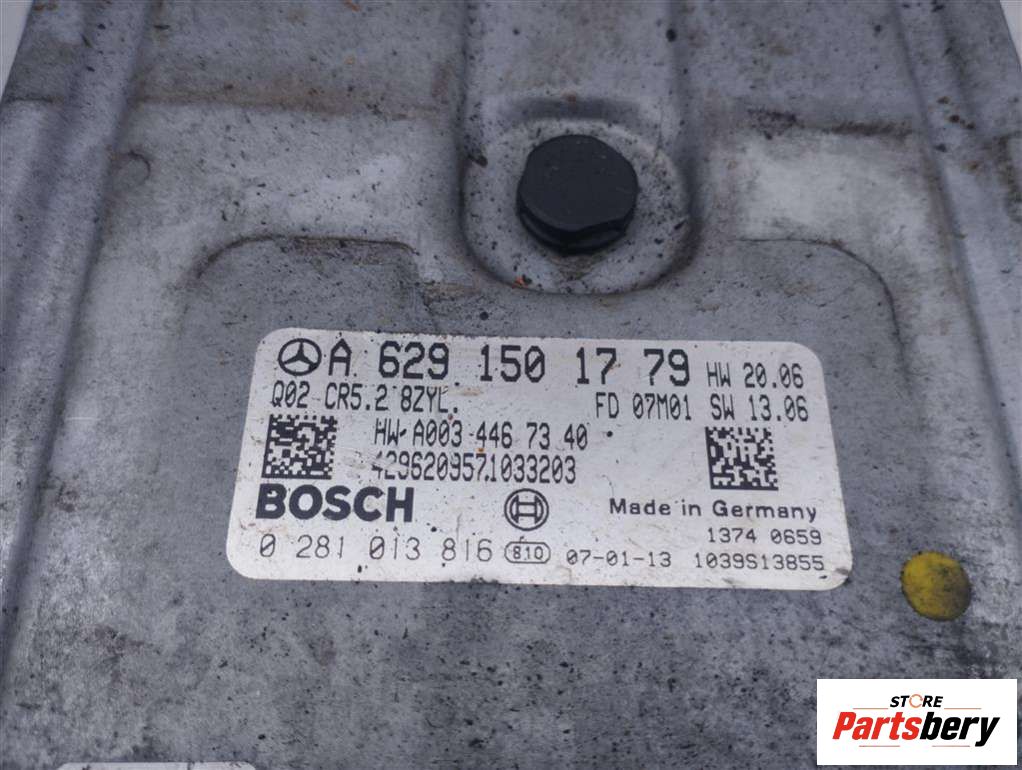 A 629 150 17 79 HW 20.06
Q02 CR5.2 8ZYL. FD 07M01 SW 13.06
HW-A003 446 73 40
4296209571033203
BOSCH Made in Germany
1374 0659
0 281 013 816 810 07-01-13 1039S13855
STORE
Partsbery